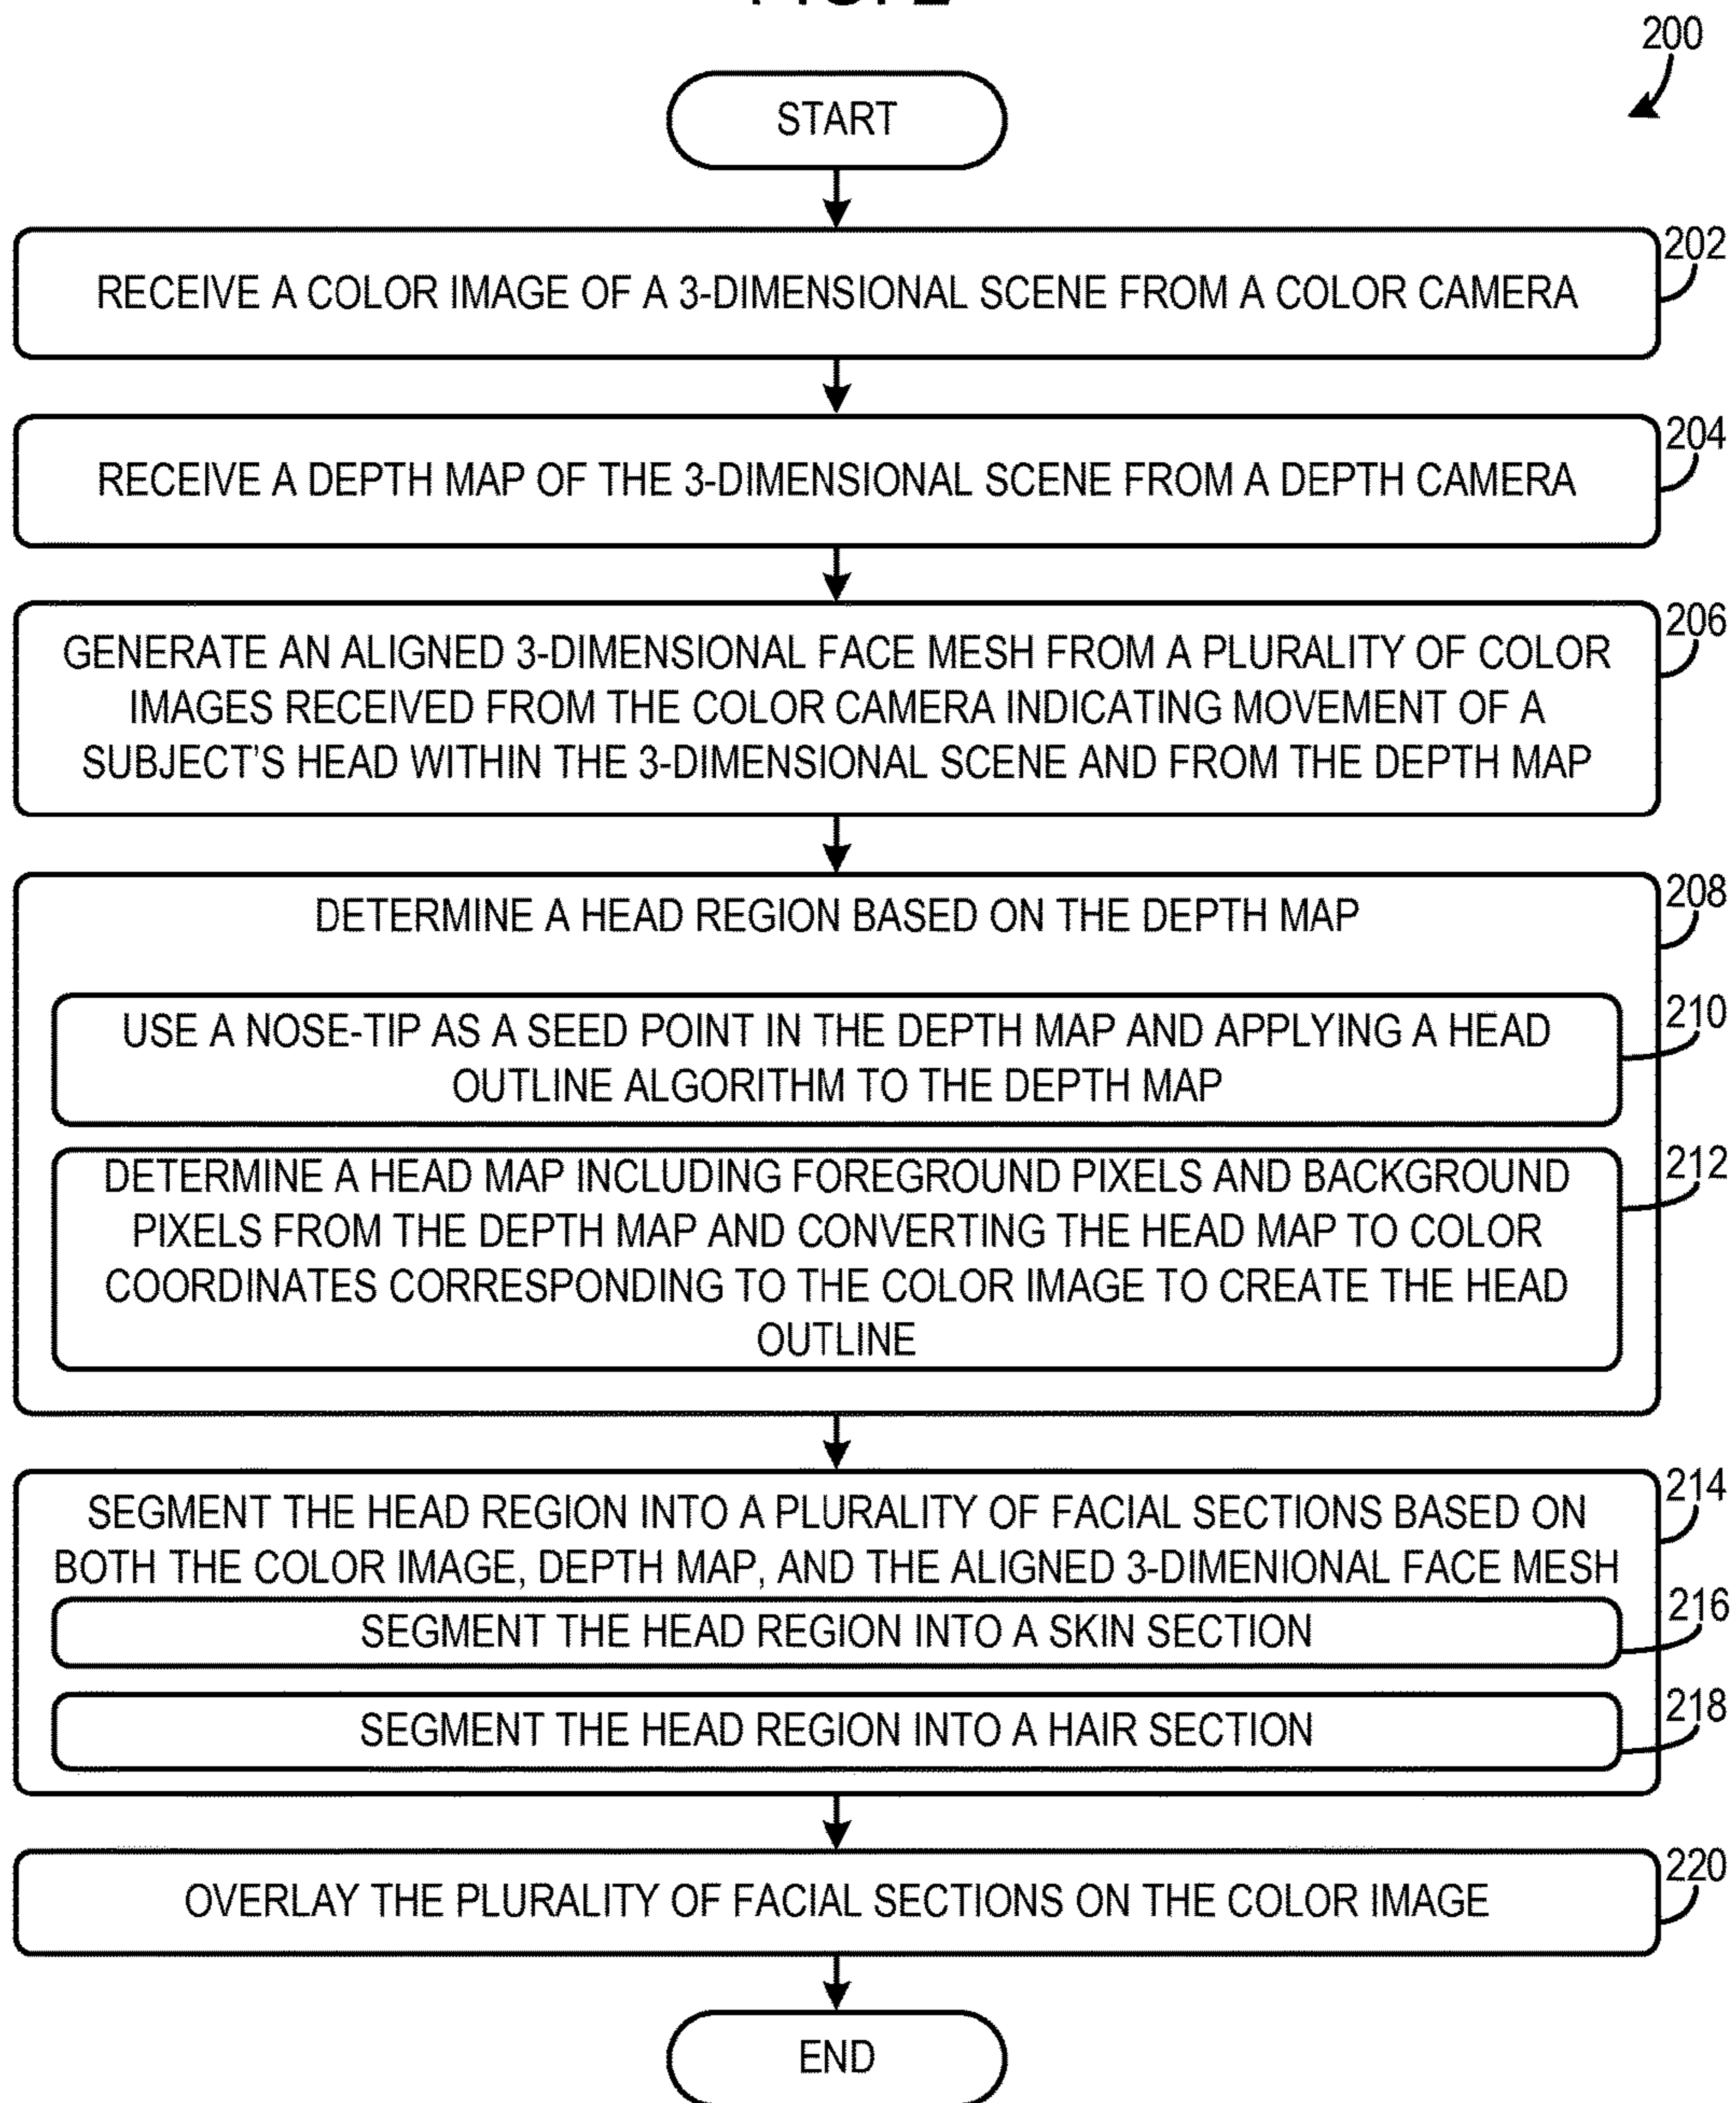 200
START
202
RECEIVE A COLOR IMAGE OF A 3-DIMENSIONAL SCENE FROM A COLOR CAMERA
204
RECEIVE A DEPTH MAP OF THE 3-DIMENSIONAL SCENE FROM A DEPTH CAMERA
206
GENERATE AN ALIGNED 3-DIMENSIONAL FACE MESH FROM A PLURALITY OF COLOR
IMAGES RECEIVED FROM THE COLOR CAMERA INDICATING MOVEMENT OF A
SUBJECT'S HEAD WITHIN THE 3-DIMENSIONAL SCENE AND FROM THE DEPTH MAP
208
DETERMINE A HEAD REGION BASED ON THE DEPTH MAP
210
USE A NOSE-TIP AS A SEED POINT IN THE DEPTH MAP AND APPLYING A HEAD
OUTLINE ALGORITHM TO THE DEPTH MAP
212
DETERMINE A HEAD MAP INCLUDING FOREGROUND PIXELS AND BACKGROUND
PIXELS FROM THE DEPTH MAP AND CONVERTING THE HEAD MAP TO COLOR
COORDINATES CORRESPONDING TO THE COLOR IMAGE TO CREATE THE HEAD
OUTLINE
214
SEGMENT THE HEAD REGION INTO A PLURALITY OF FACIAL SECTIONS BASED ON
BOTH THE COLOR IMAGE, DEPTH MAP, AND THE ALIGNED 3-DIMENIONAL FACE MESH
216
SEGMENT THE HEAD REGION INTO A SKIN SECTION
218
SEGMENT THE HEAD REGION INTO A HAIR SECTION
220
OVERLAY THE PLURALITY OF FACIAL SECTIONS ON THE COLOR IMAGE
END